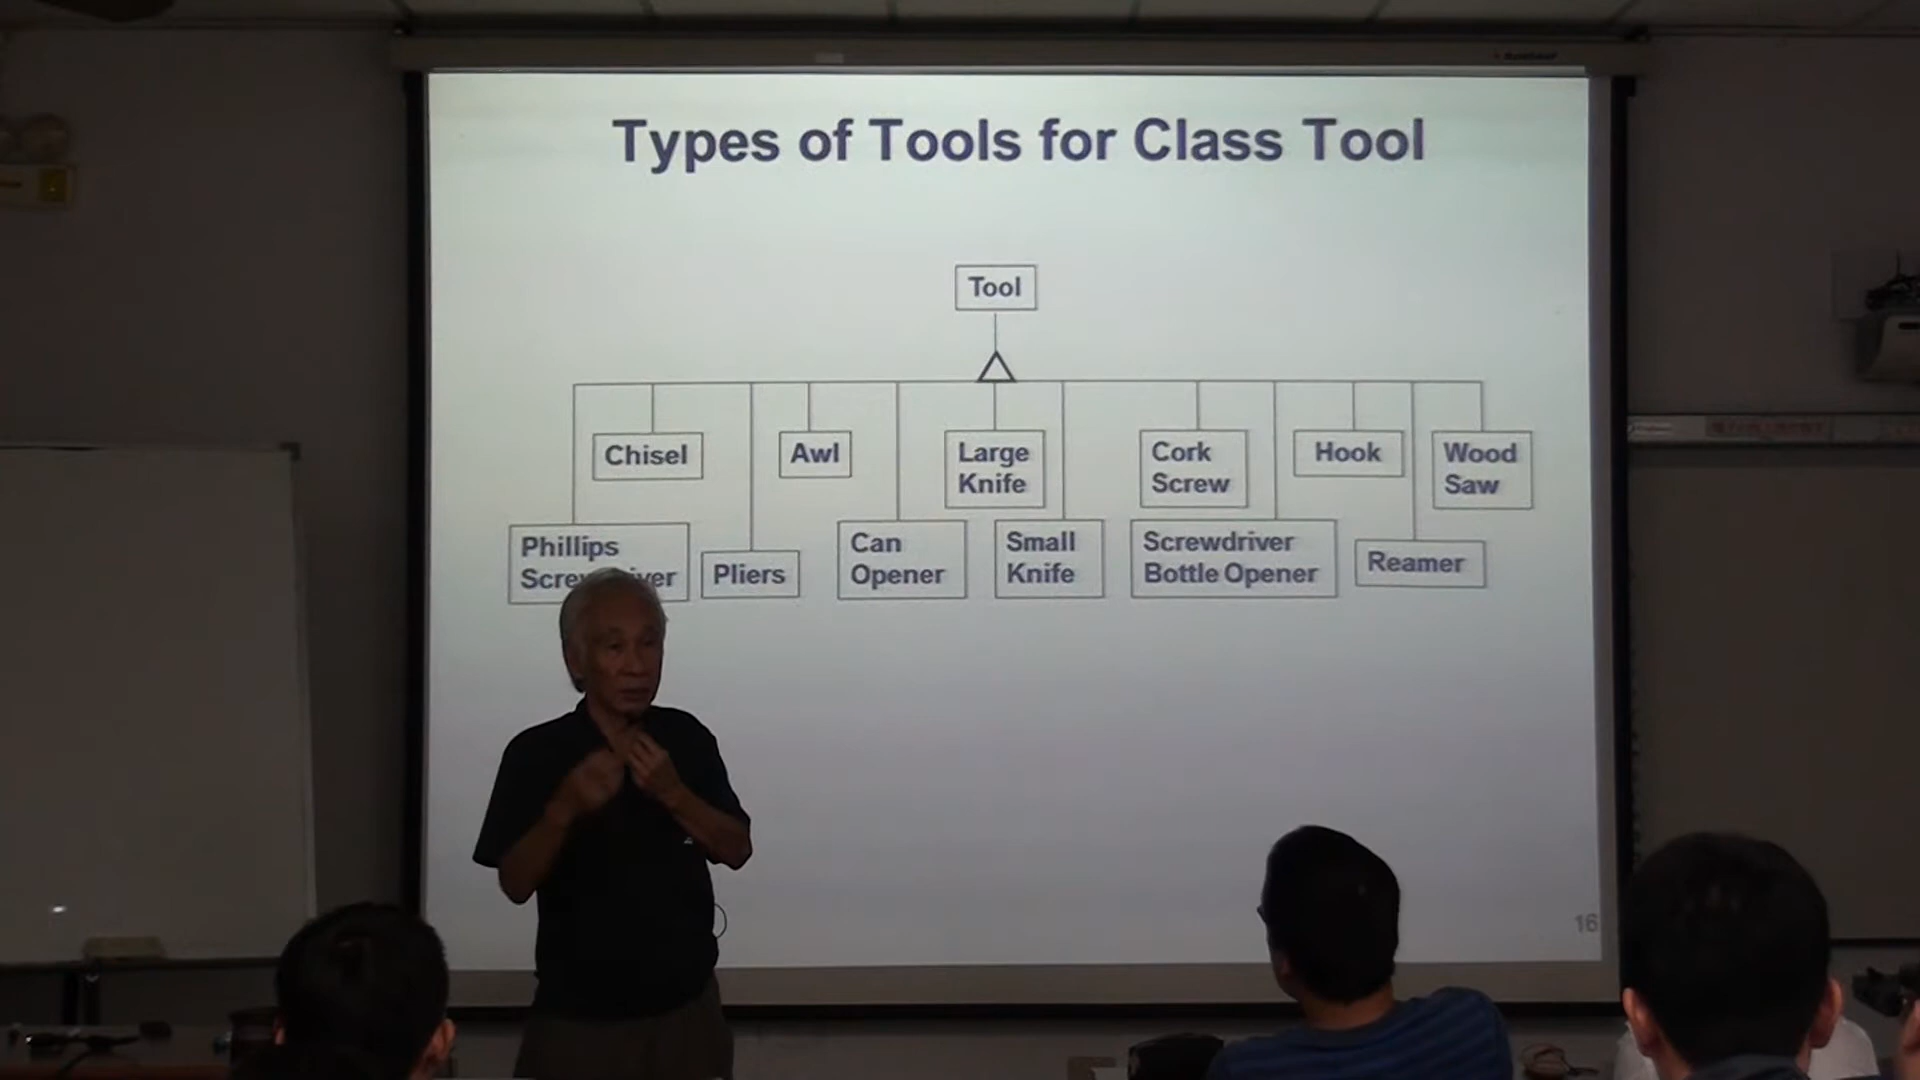 Types of Tools for Class Tool
Tool
Chisel
Awl
Large
Knife
Cork
Screw
Hook
Wood
Saw
Phillips
Screwdriver
Pliers
Can
Opener
Small
Knife
Screwdriver
Bottle Opener
Reamer
16